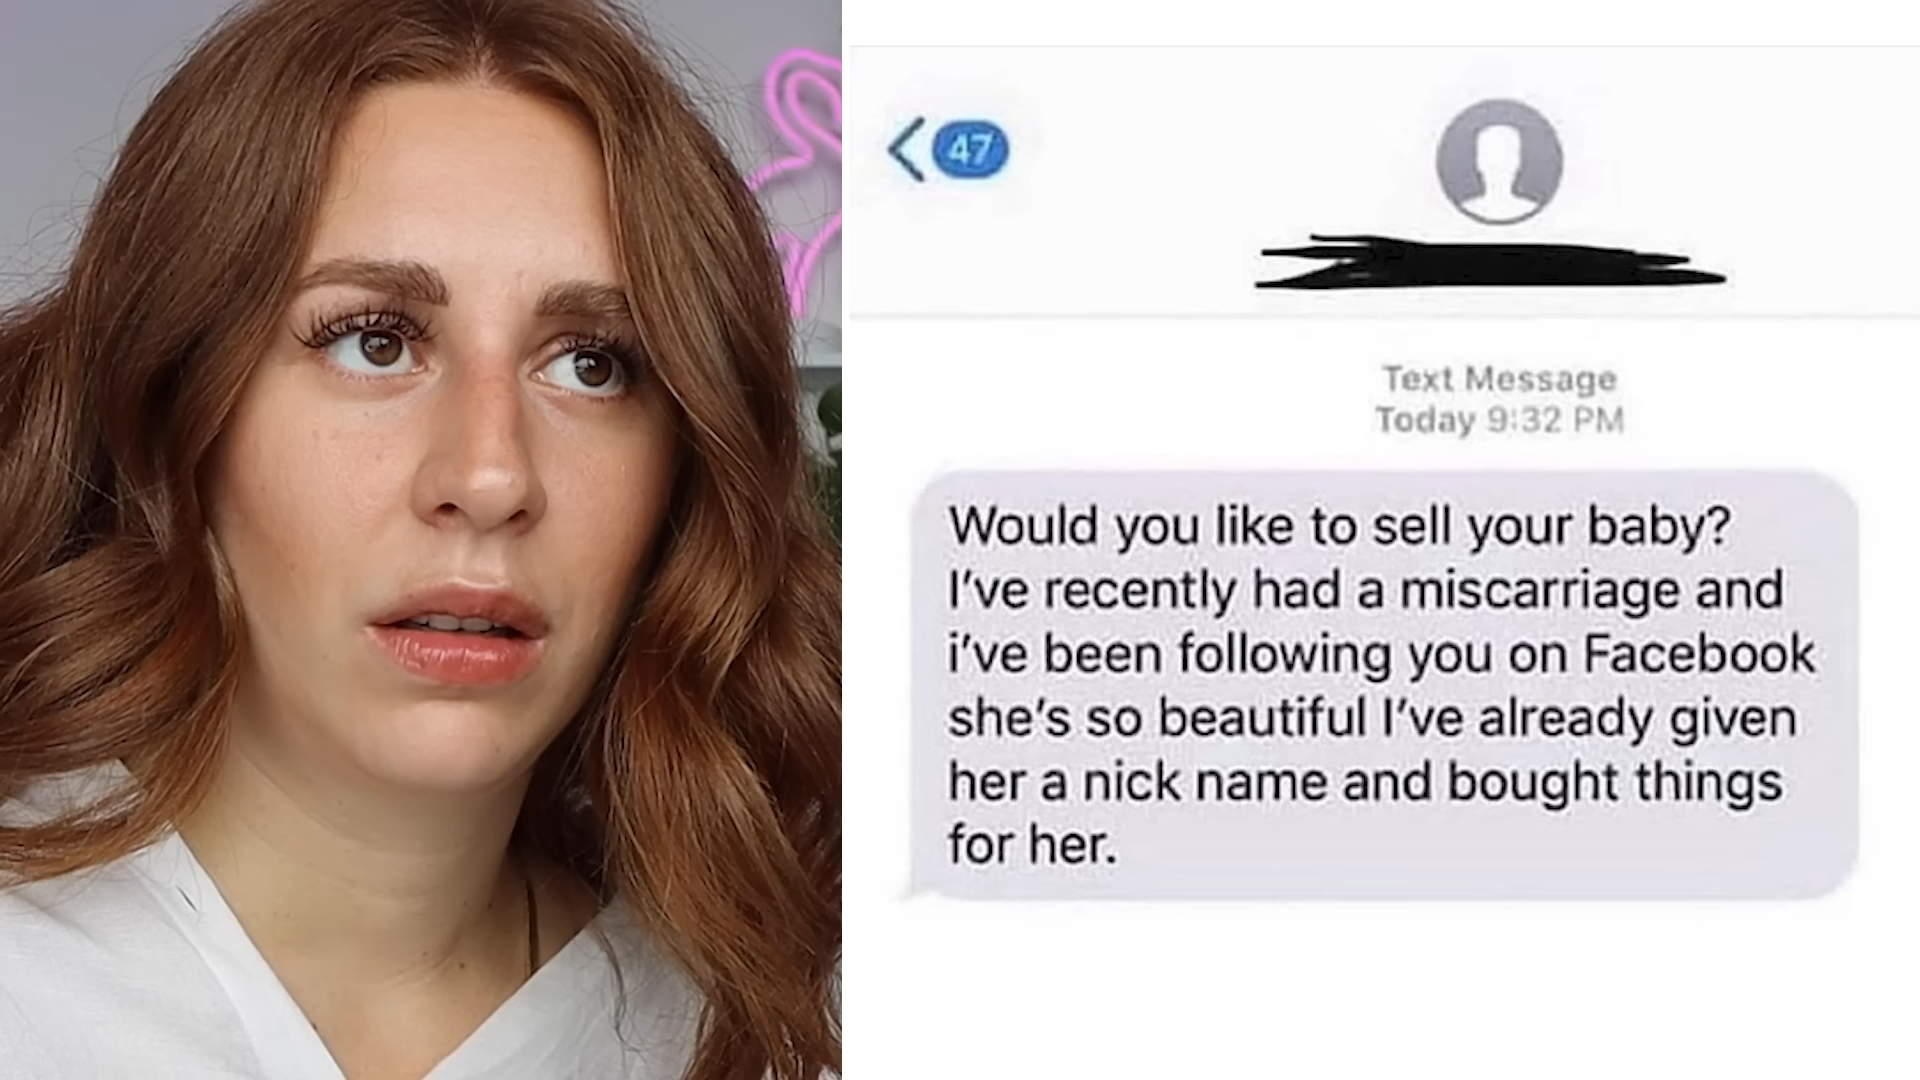 47
Text Message
Today 9:32 PM
Would you like to sell your baby?
I've recently had a miscarriage and
i've been following you on Facebook
she's so beautiful I've already given
her a nick name and bought things
for her.